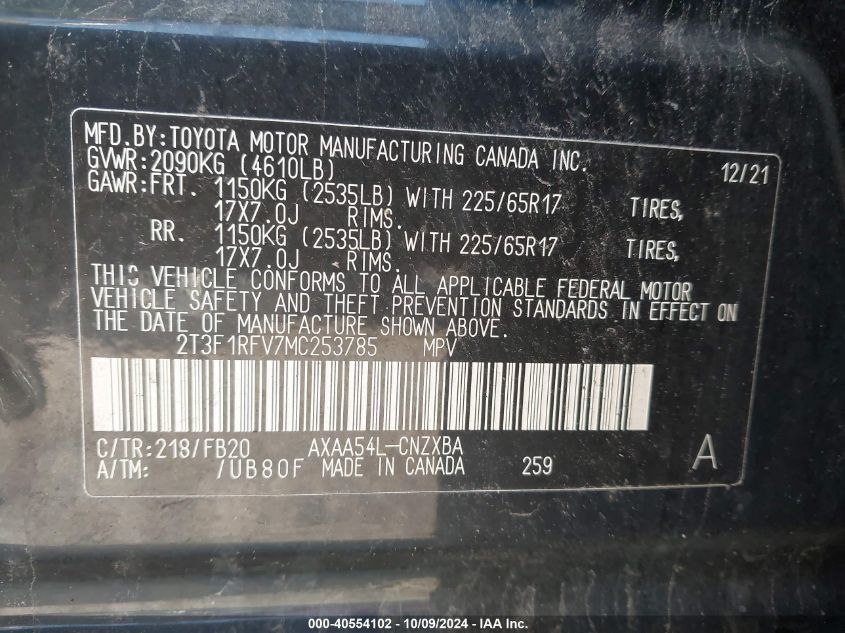 MFD.BY:TOYOTA MOTOR MANUFACTURING CANADA INC. 12/21
GVWR:2090KG (4610LB)
GAWR:FRT. 1150KG (2535LB) WITH 225/65R17 TIRES,
17X7.0J RIMS.
RR. 1150KG (2535LB) WITH 225/65R17 TIRES,
17X7.0J RIMS.
THIS VEHICLE CONFORMS TO ALL APPLICABLE FEDERAL MOTOR
VEHICLE SAFETY AND THEFT PREVENTION STANDARDS IN EFFECT ON
THE DATE OF MANUFACTURE SHOWN ABOVE.
2T3F1RFV7MC253785 MPV
C/TR:218/FB20 AXAA54L-CNZXBA A
A/TM: /UB80F MADE IN CANADA 259
000-40554102 - 10/09/2024 - IAA Inc.